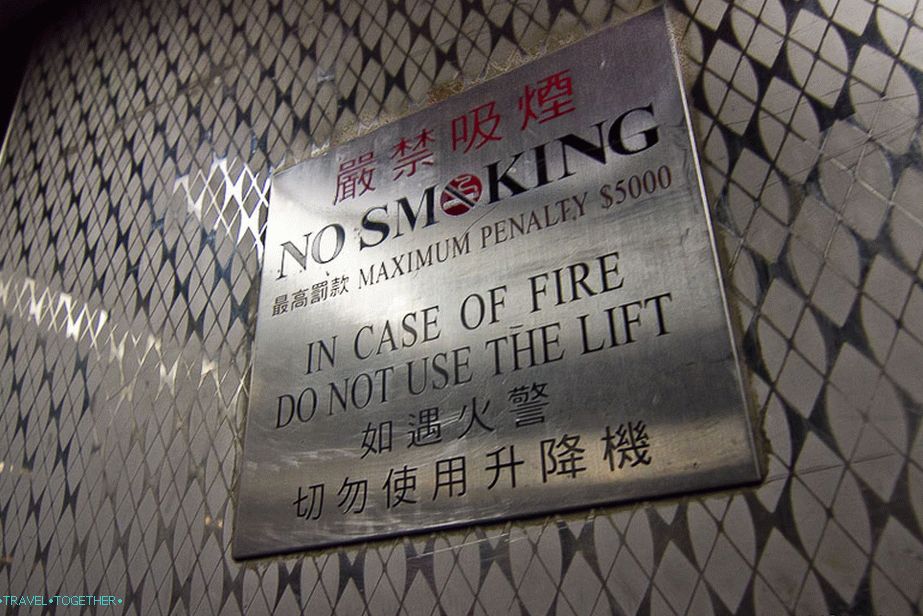 嚴禁吸煙
NO SMOKING
最高罰款 MAXIMUM PENALTY $5000
IN CASE OF FIRE
DO NOT USE THE LIFT
如遇火警
切勿使用升降機
•TRAVEL•TOGETHER•